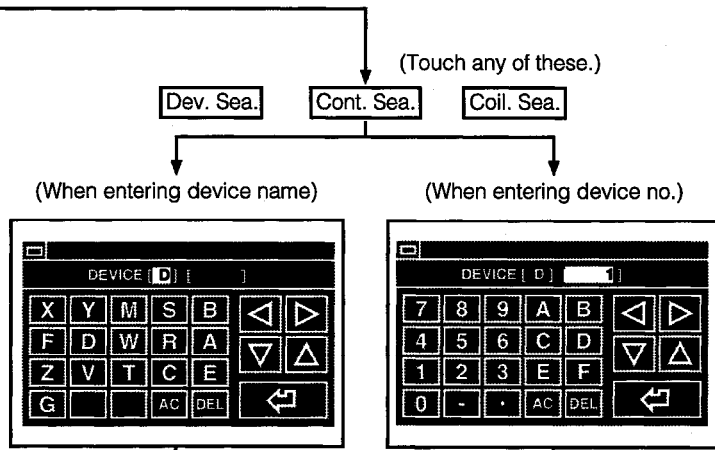 (Touch any of these.)
Dev. Sea. Cont. Sea. Coil. Sea.
(When entering device name) (When entering device no.)
DEVICE [ D ] [ ]
X Y M S B
F D W R A
Z V T C E
G AC DEL
DEVICE [ D ] 1 ]
7 8 9 A B
4 5 6 C D
1 2 3 E F
0 - · AC DEL